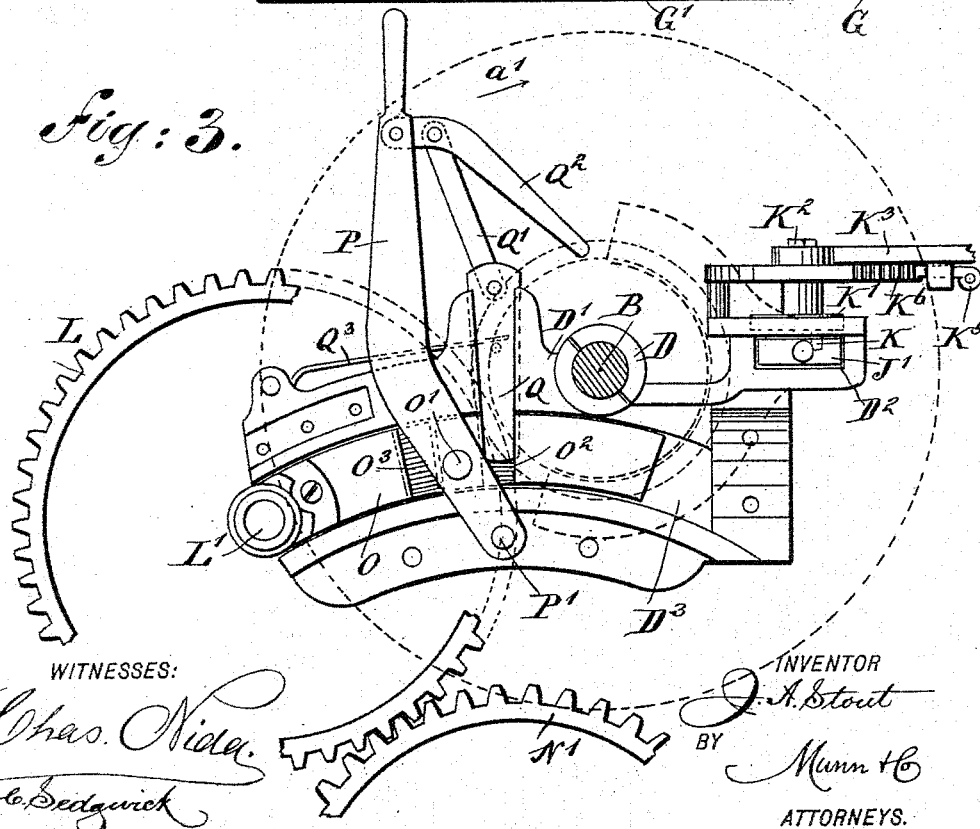 G¹
G
a¹
Fig: 3.
Q²
K² K³
P
Q¹
K¹ K⁶
K⁵
L
Q³
D¹ B D
K
J¹
Q
D²
O¹
O³
O²
L¹
O
P¹
D³
WITNESSES:
INVENTOR
Chas. Nida.
A. Stout
BY
N¹
Munn & Co
C. Sedgwick
ATTORNEYS.